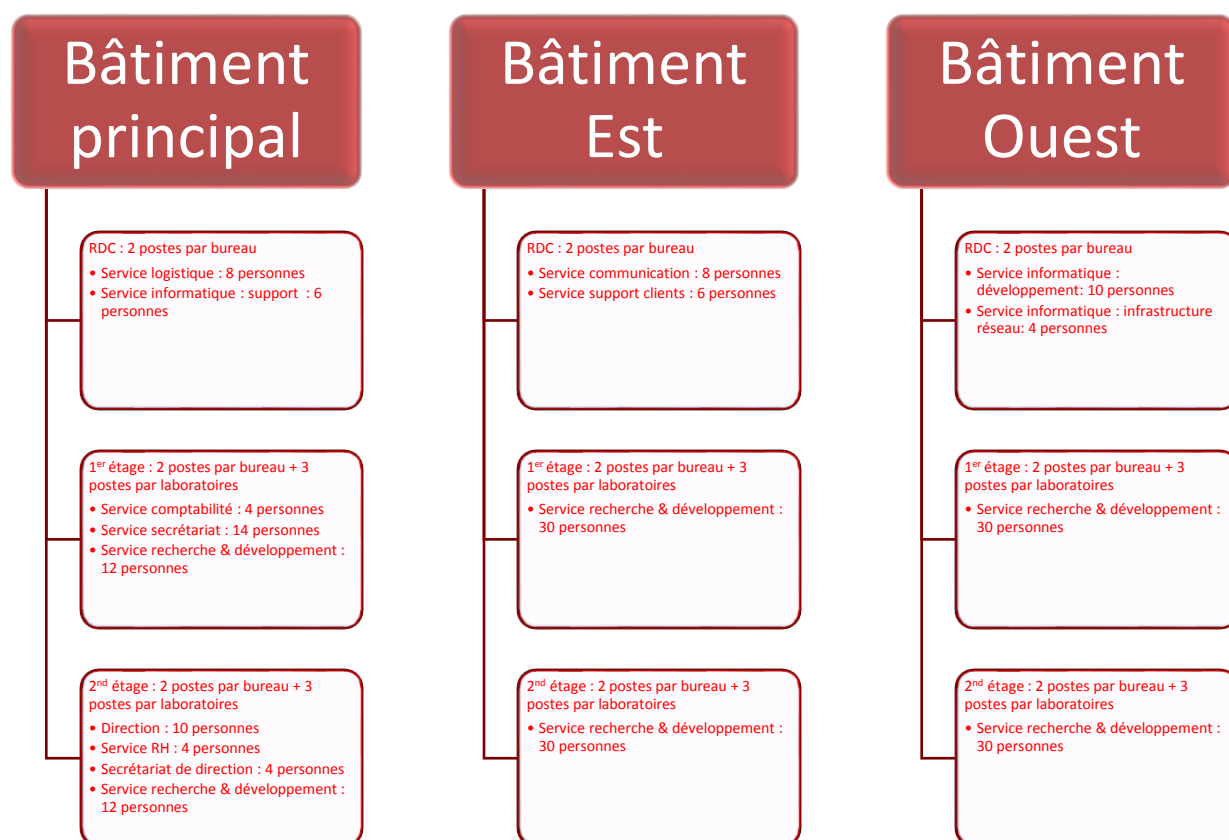 Bâtiment
principal
RDC : 2 postes par bureau
• Service logistique : 8 personnes
• Service informatique : support  : 6
personnes
1er étage : 2 postes par bureau + 3
postes par laboratoires
• Service comptabilité : 4 personnes
• Service secrétariat : 14 personnes
• Service recherche & développement :
12 personnes
2nd étage : 2 postes par bureau + 3
postes par laboratoires
• Direction : 10 personnes
• Service RH : 4 personnes
• Secrétariat de direction : 4 personnes
• Service recherche & développement :
12 personnes
Bâtiment
Est
RDC : 2 postes par bureau
• Service communication : 8 personnes
• Service support clients : 6 personnes
1er étage : 2 postes par bureau + 3
postes par laboratoires
• Service recherche & développement :
30 personnes
2nd étage : 2 postes par bureau + 3
postes par laboratoires
• Service recherche & développement :
30 personnes
Bâtiment
Ouest
RDC : 2 postes par bureau
• Service informatique :
développement: 10 personnes
• Service informatique : infrastructure
réseau: 4 personnes
1er étage : 2 postes par bureau + 3
postes par laboratoires
• Service recherche & développement :
30 personnes
2nd étage : 2 postes par bureau + 3
postes par laboratoires
• Service recherche & développement :
30 personnes